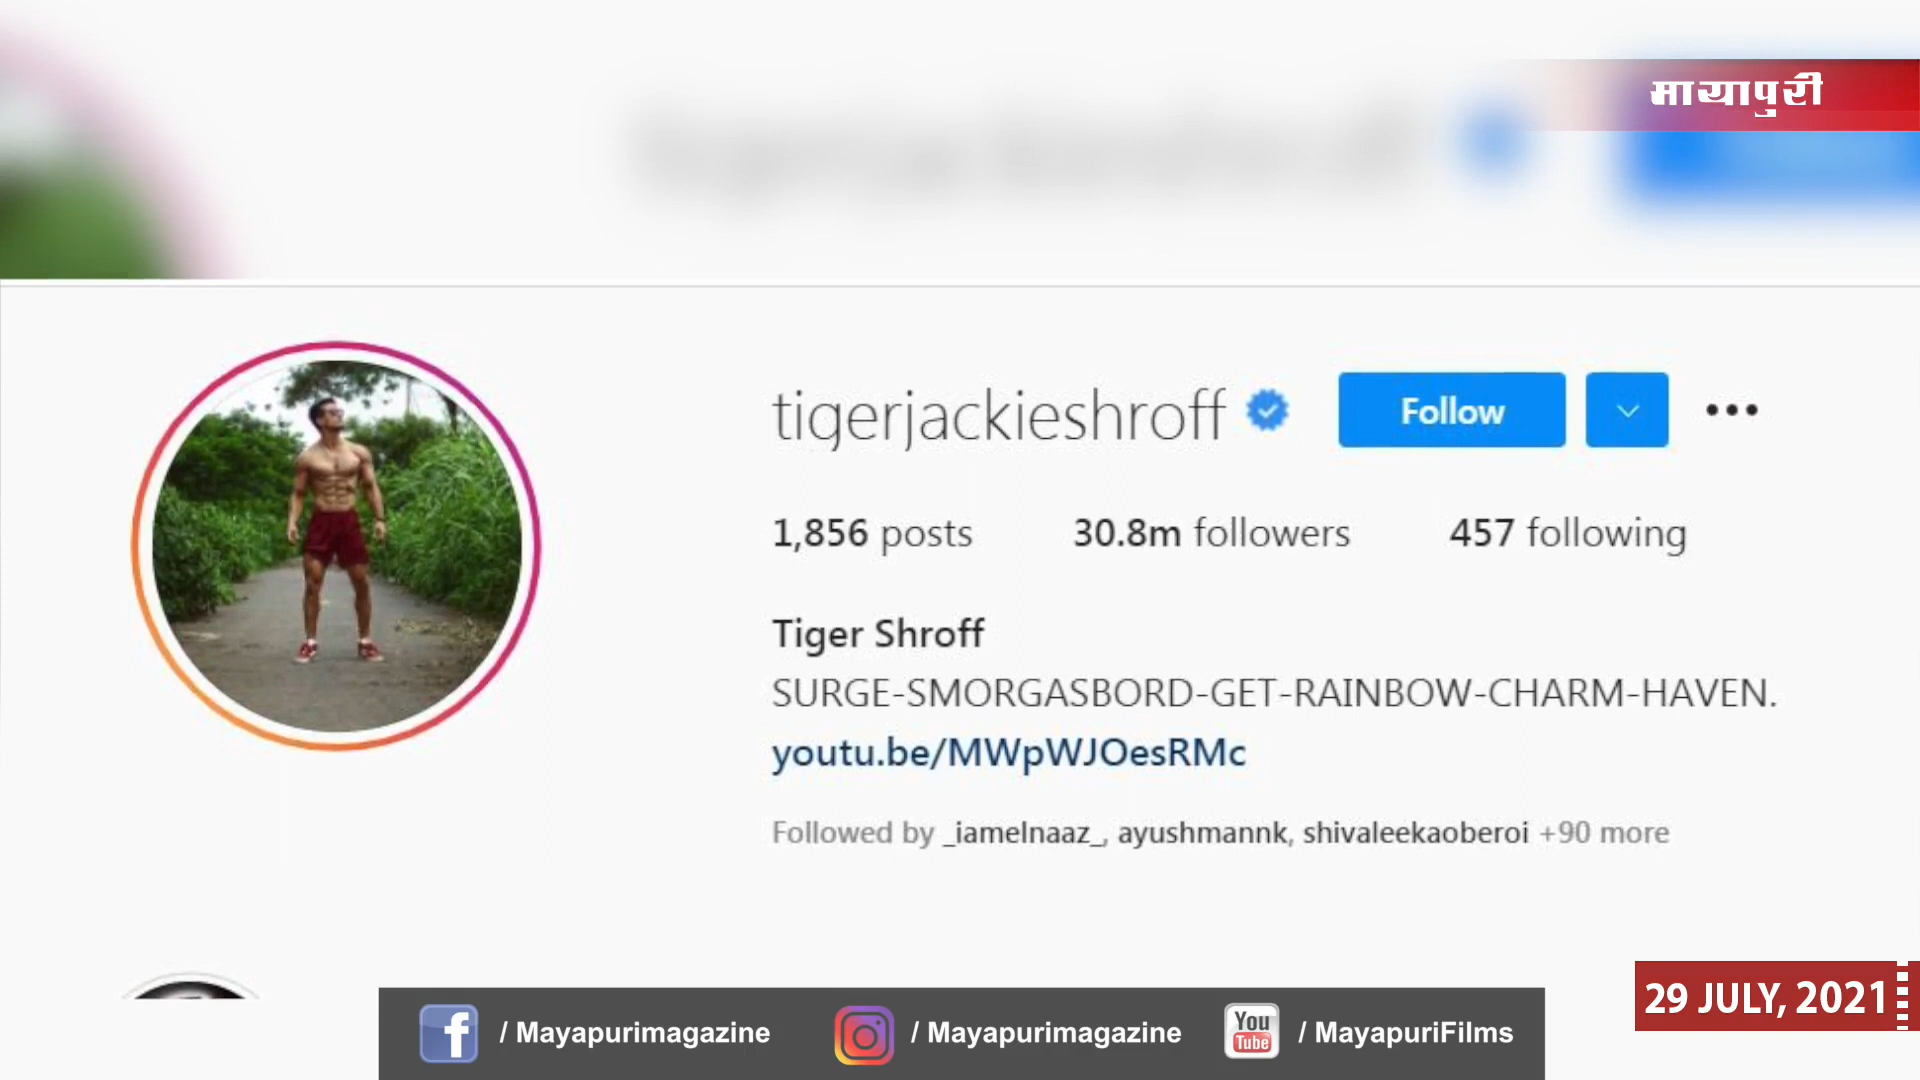 मायापुरी
tigerjackieshroff Follow
1,856 posts 30.8m followers 457 following
Tiger Shroff
SURGE-SMORGASBORD-GET-RAINBOW-CHARM-HAVEN.
youtu.be/MWpWJOesRMc
Followed by _iamelnaaz_, ayushmannk, shivaleekaoberoi +90 more
29 JULY, 2021
/ Mayapurimagazine / Mayapurimagazine You Tube / MayapuriFilms